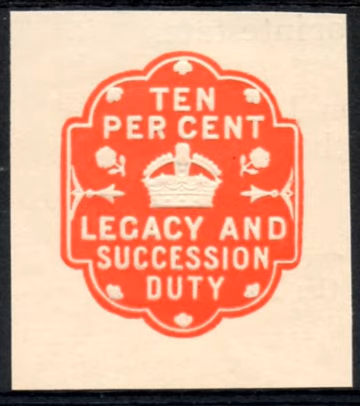 TEN
PER CENT
LEGACY AND
SUCCESSION
DUTY